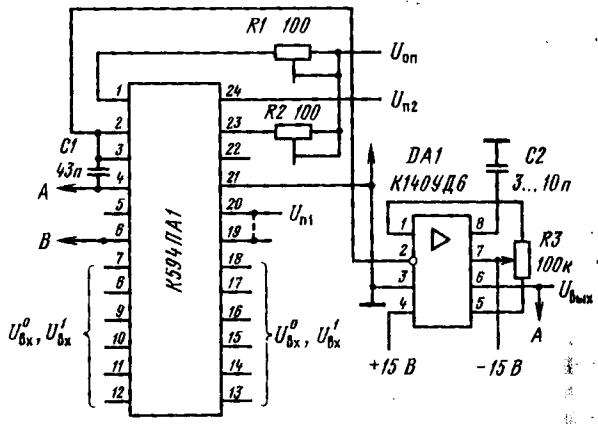 R1 100
Uоп
1
24
Uп2
2
23
R2 100
C1
43п
3
22
A
4
21
5
20
Uп1
B
6
19
К594ПА1
7
18
8
17
9
16
10
15
11
14
12
13
U⁰вх, U¹вх
U⁰вх, U¹вх
DA1
К140УД6
C2
3...10п
1
8
2
7
3
6
4
5
R3
100к
Uвых
A
+15 В
−15 В